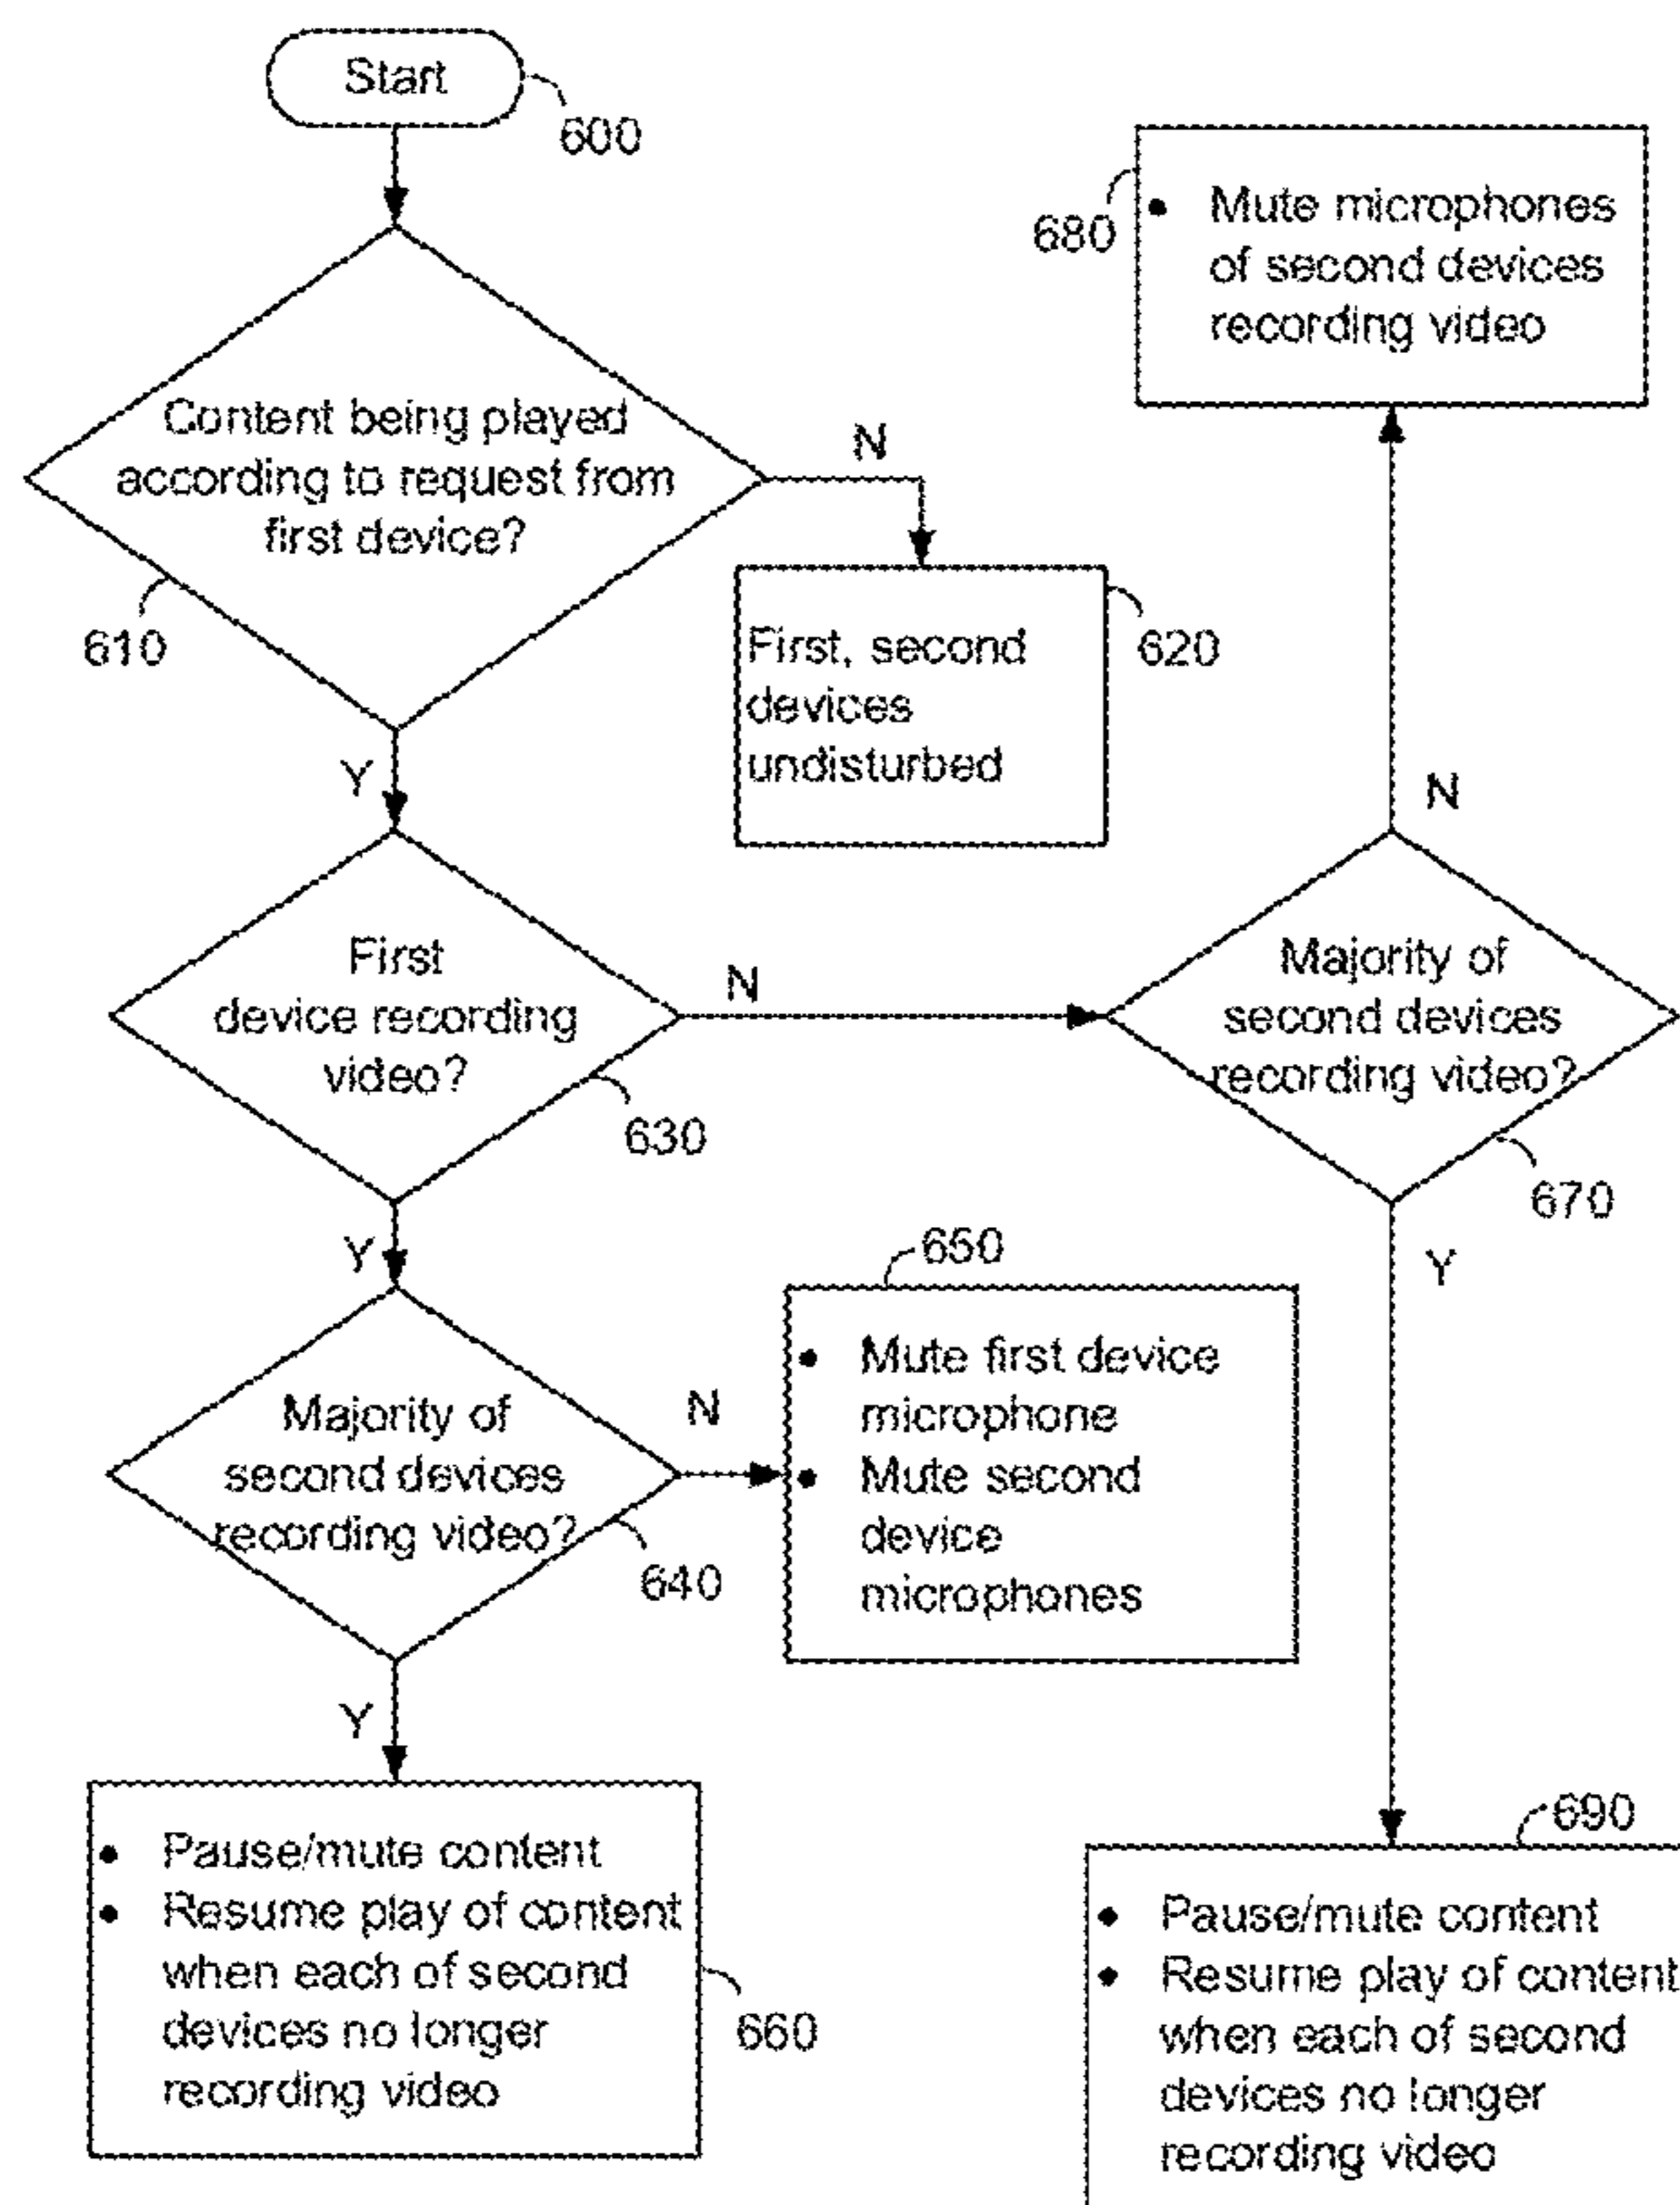 Start
600
Content being played
according to request from
first device?
610
N
First, second
devices
undisturbed
620
Y
First
device recording
video?
630
N
Majority of
second devices
recording video?
670
N
• Mute microphones
of second devices
recording video
680
Y
Y
Majority of
second devices
recording video?
640
N
650
• Mute first device
microphone
• Mute second
device
microphones
Y
• Pause/mute content
• Resume play of content
when each of second
devices no longer
recording video
660
690
• Pause/mute content
• Resume play of content
when each of second
devices no longer
recording video